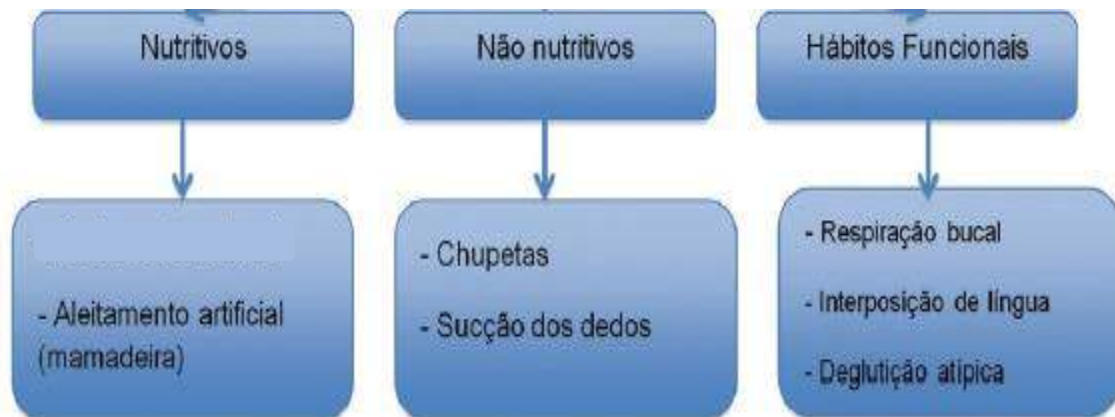 Nutritivos
Não nutritivos
Hábitos Funcionais
- Aleitamento artificial
(mamadeira)
- Chupetas
- Sucção dos dedos
- Respiração bucal
- Interposição de língua
- Deglutição atípica